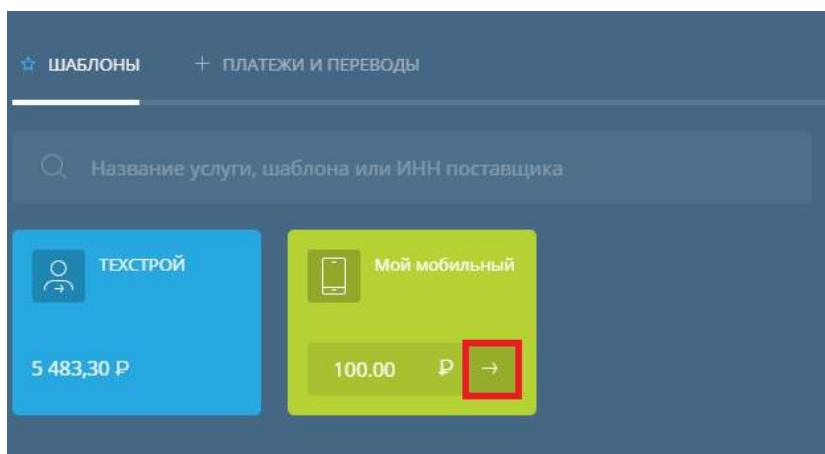 ШАБЛОНЫ
+ ПЛАТЕЖИ И ПЕРЕВОДЫ
Название услуги, шаблона или ИНН поставщика
ТЕХСТРОЙ
5 483,30 ₽
Мой мобильный
100.00 ₽ →